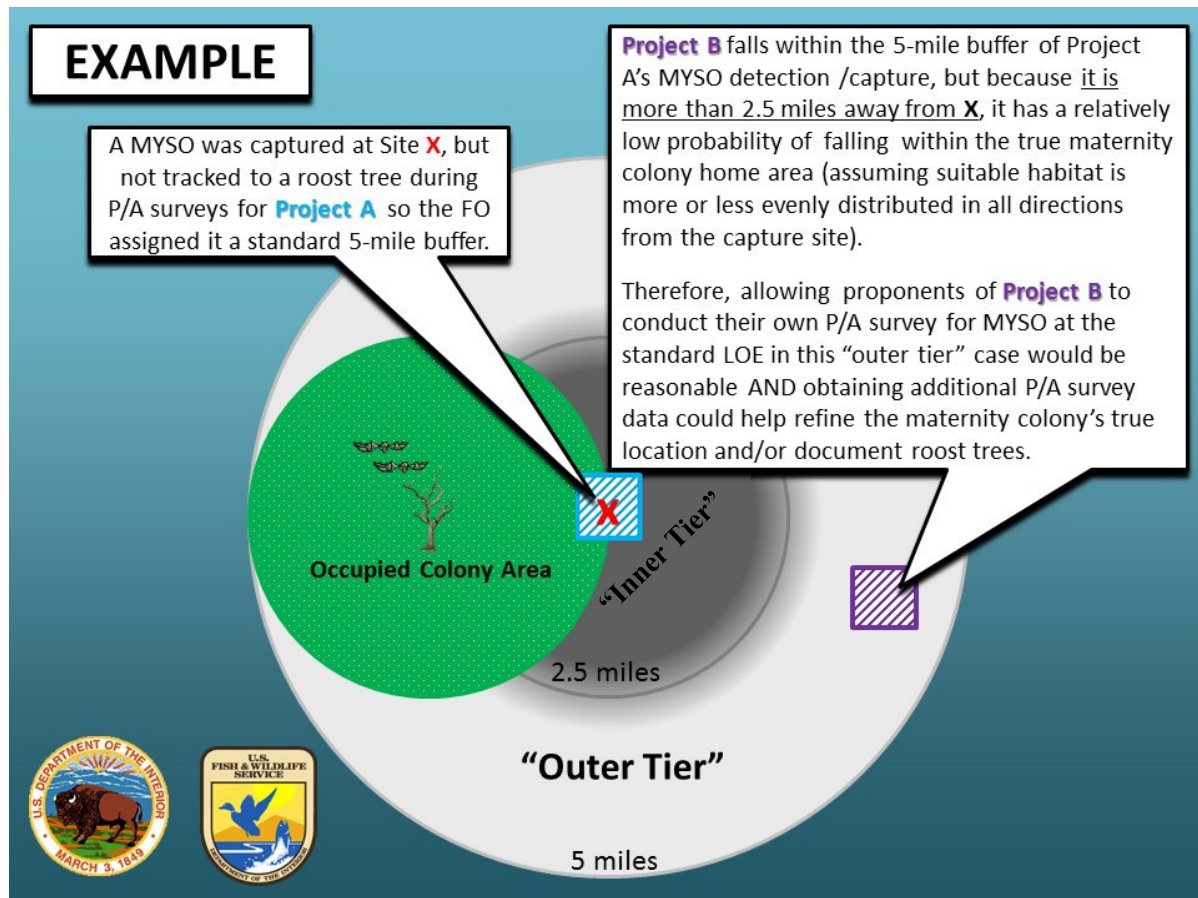 EXAMPLE
A MYSO was captured at Site X, but
not tracked to a roost tree during
P/A surveys for Project A so the FO
assigned it a standard 5-mile buffer.
Project B falls within the 5-mile buffer of Project
A's MYSO detection /capture, but because it is
more than 2.5 miles away from X, it has a relatively
low probability of falling within the true maternity
colony home area (assuming suitable habitat is
more or less evenly distributed in all directions
from the capture site).
Therefore, allowing proponents of Project B to
conduct their own P/A survey for MYSO at the
standard LOE in this “outer tier” case would be
reasonable AND obtaining additional P/A survey
data could help refine the maternity colony's true
location and/or document roost trees.
X
“Inner Tier”
Occupied Colony Area
2.5 miles
“Outer Tier”
5 miles
U.S. DEPARTMENT OF THE INTERIOR
MARCH 3, 1849
U.S.
FISH & WILDLIFE
SERVICE
DEPARTMENT OF THE INTERIOR